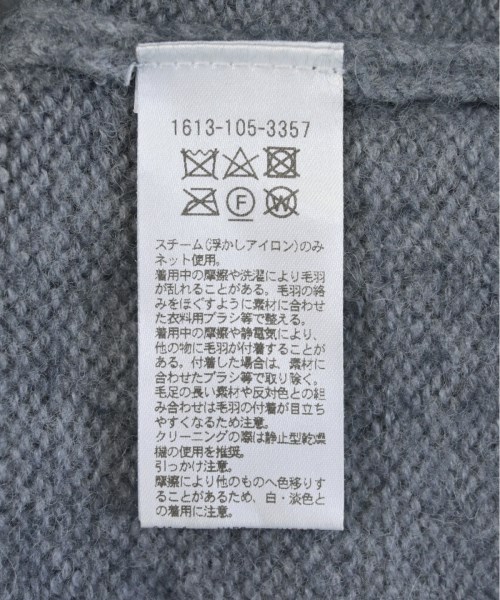 1613-105-3357
F W
スチーム(浮かしアイロン)のみ
ネット使用。
着用中の摩擦や洗濯により毛羽
が乱れることがある。毛羽の絡
みをほぐすように素材に合わせ
た衣料用ブラシ等で整える。
着用中の摩擦や静電気により、
他の物に毛羽が付着することが
ある。付着した場合は、素材に
合わせたブラシ等で取り除く。
毛足の長い素材や反対色との組
み合わせは毛羽の付着が目立ち
やすくなるため注意。
クリーニングの際は静止型乾燥
機の使用を推奨。
引っかけ注意。
摩擦により他のものへ色移りす
ることがあるため、白・淡色と
の着用に注意。